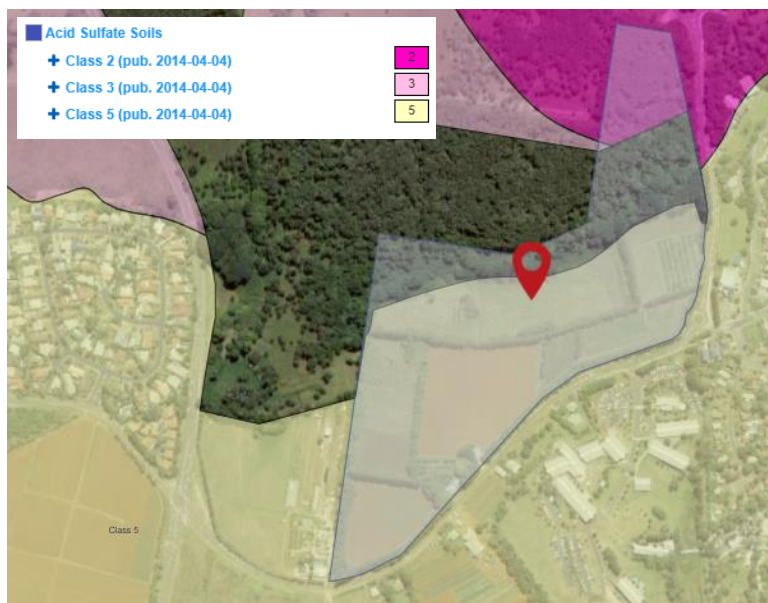 Acid Sulfate Soils
Class 2 (pub. 2014-04-04)
2
Class 3 (pub. 2014-04-04)
3
Class 5 (pub. 2014-04-04)
5
Class 5